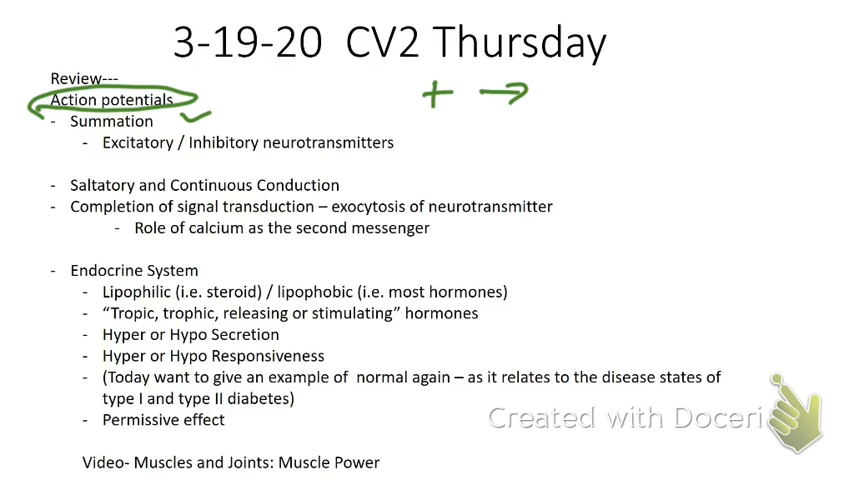 3-19-20 CV2 Thursday
Review---
Action potentials
+ →
- Summation
- Excitatory / Inhibitory neurotransmitters
- Saltatory and Continuous Conduction
- Completion of signal transduction – exocytosis of neurotransmitter
- Role of calcium as the second messenger
- Endocrine System
- Lipophilic (i.e. steroid) / lipophobic (i.e. most hormones)
- “Tropic, trophic, releasing or stimulating” hormones
- Hyper or Hypo Secretion
- Hyper or Hypo Responsiveness
- (Today want to give an example of normal again – as it relates to the disease states of
type I and type II diabetes)
- Permissive effect
Created with Doceri
Video- Muscles and Joints: Muscle Power